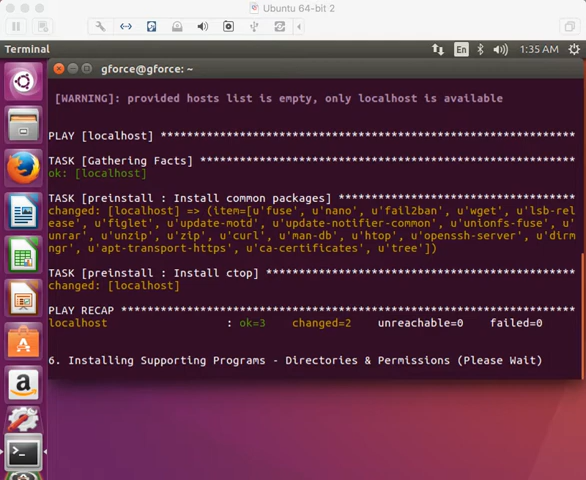 Ubuntu 64-bit 2
Terminal
En
1:35 AM
gforce@gforce: ~
[WARNING]: provided hosts list is empty, only localhost is available
PLAY [localhost] ***************************************************************
TASK [Gathering Facts] *********************************************************
ok: [localhost]
TASK [preinstall : Install common packages] ************************************
changed: [localhost] => (item=[u'fuse', u'nano', u'fail2ban', u'wget', u'lsb-rel
ease', u'figlet', u'update-motd', u'update-notifier-common', u'unionfs-fuse', u'
unrar', u'unzip', u'zip', u'curl', u'man-db', u'htop', u'openssh-server', u'dirm
ngr', u'apt-transport-https', u'ca-certificates', u'tree'])
TASK [preinstall : Install ctop] ***********************************************
changed: [localhost]
PLAY RECAP *********************************************************************
localhost : ok=3 changed=2 unreachable=0 failed=0
6. Installing Supporting Programs - Directories & Permissions (Please Wait)